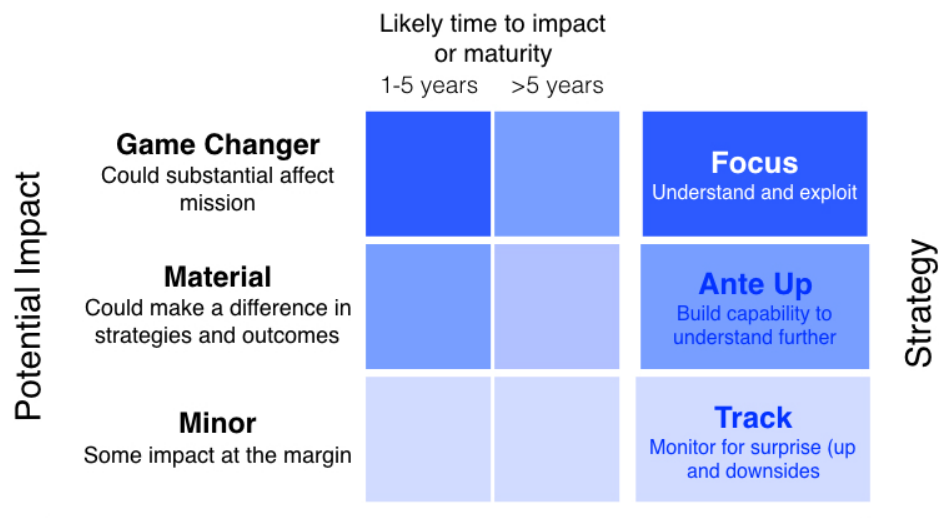 Likely time to impact
or maturity
1-5 years
>5 years
Potential Impact
Game Changer
Could substantial affect
mission
Focus
Understand and exploit
Material
Could make a difference in
strategies and outcomes
Ante Up
Build capability to
understand further
Minor
Some impact at the margin
Track
Monitor for surprise (up
and downsides
Strategy